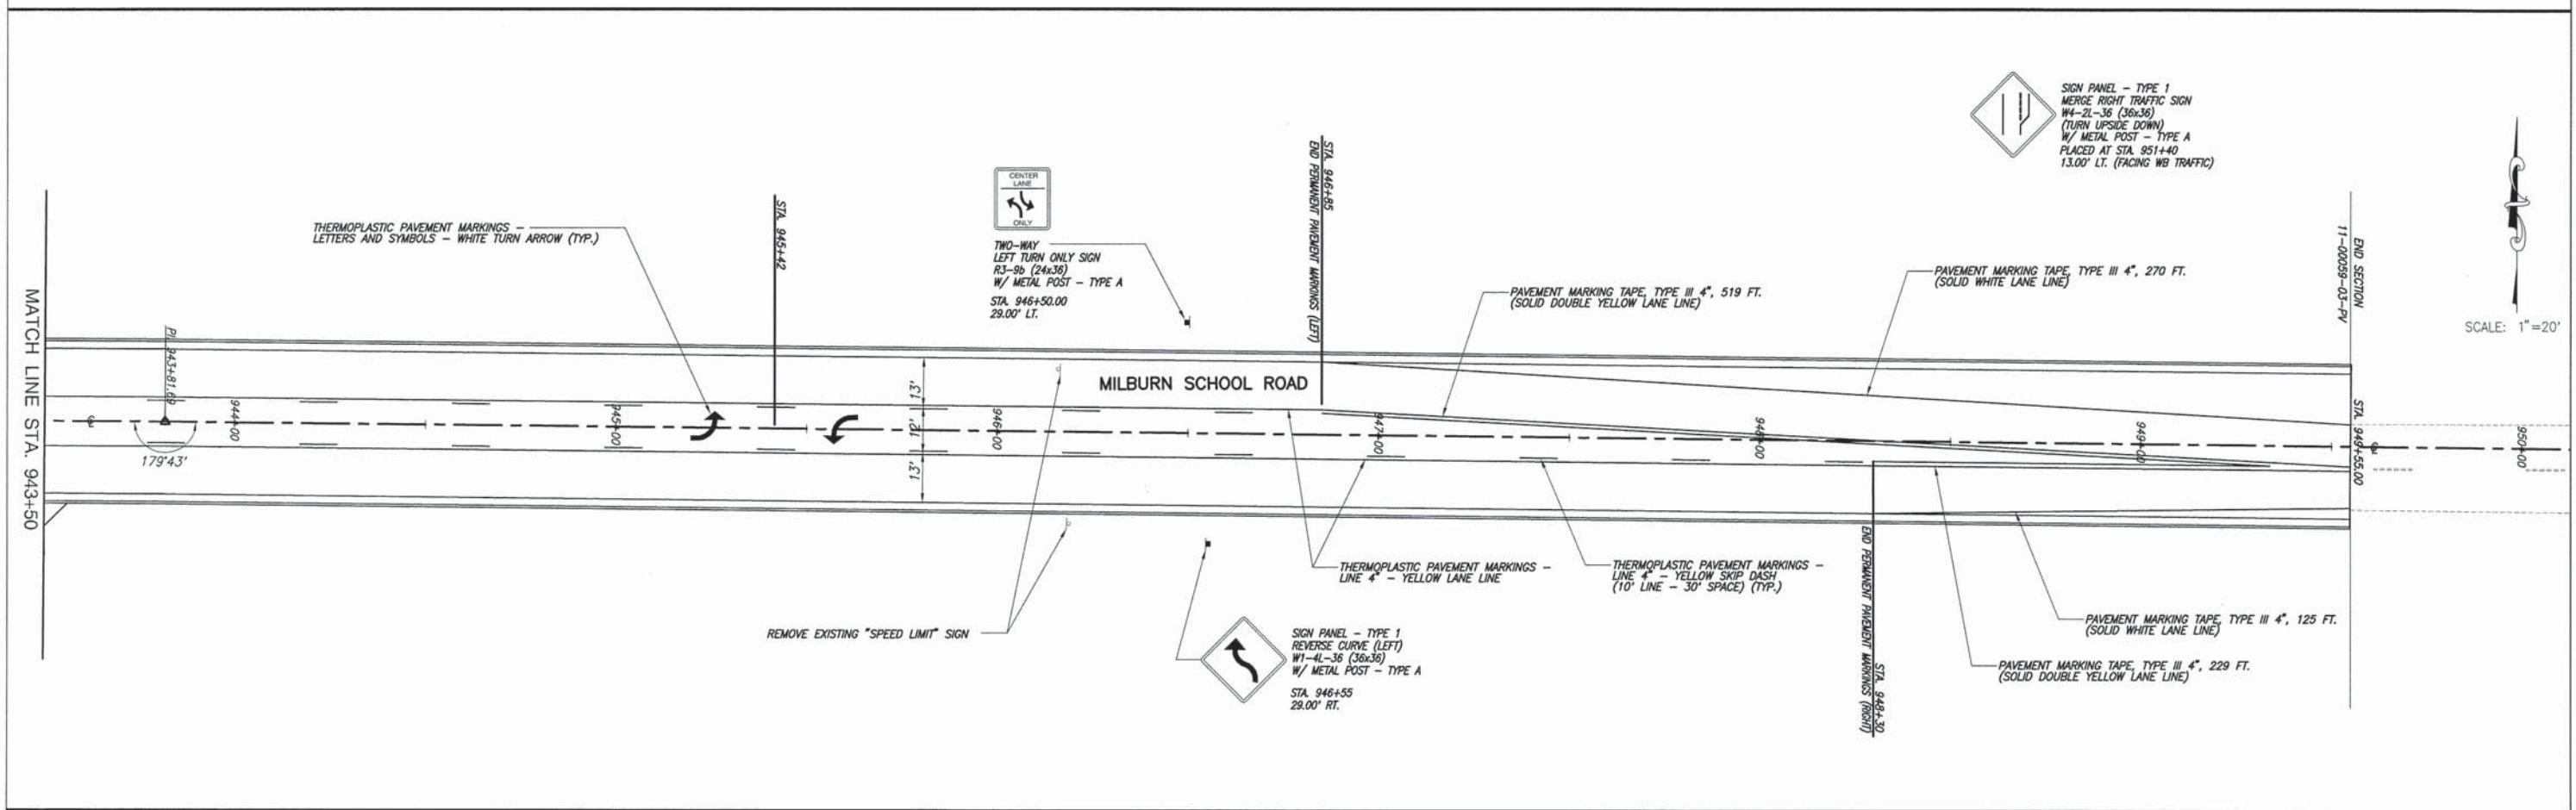 SIGN PANEL - TYPE 1
MERGE RIGHT TRAFFIC SIGN
W4-2L-36 (36x36)
(TURN UPSIDE DOWN)
W/ METAL POST - TYPE A
PLACED AT STA. 951+40
13.00' LT. (FACING WB TRAFFIC)
SCALE: 1"=20'
CENTER
LANE
ONLY
TWO-WAY
LEFT TURN ONLY SIGN
R3-9b (24x36)
W/ METAL POST - TYPE A
STA. 946+50.00
29.00' LT.
THERMOPLASTIC PAVEMENT MARKINGS -
LETTERS AND SYMBOLS - WHITE TURN ARROW (TYP.)
STA. 945+42
STA. 946+85
END PERMANENT PAVEMENT MARKINGS (LEFT)
PAVEMENT MARKING TAPE, TYPE III 4", 519 FT.
(SOLID DOUBLE YELLOW LANE LINE)
PAVEMENT MARKING TAPE, TYPE III 4", 270 FT.
(SOLID WHITE LANE LINE)
END SECTION
11-00059-03-PV
MATCH LINE STA. 943+50
PI 943+81.69
179°43'
944+00
945+00
13'
12'
13'
946+00
MILBURN SCHOOL ROAD
947+00
948+00
949+00
STA. 949+55.00
950+00
REMOVE EXISTING "SPEED LIMIT" SIGN
SIGN PANEL - TYPE 1
REVERSE CURVE (LEFT)
W1-4L-36 (36x36)
W/ METAL POST - TYPE A
STA. 946+55
29.00' RT.
THERMOPLASTIC PAVEMENT MARKINGS -
LINE 4" - YELLOW LANE LINE
THERMOPLASTIC PAVEMENT MARKINGS -
LINE 4" - YELLOW SKIP DASH
(10' LINE - 30' SPACE) (TYP.)
STA. 948+30
END PERMANENT PAVEMENT MARKINGS (RIGHT)
PAVEMENT MARKING TAPE, TYPE III 4", 125 FT.
(SOLID WHITE LANE LINE)
PAVEMENT MARKING TAPE, TYPE III 4", 229 FT.
(SOLID DOUBLE YELLOW LANE LINE)